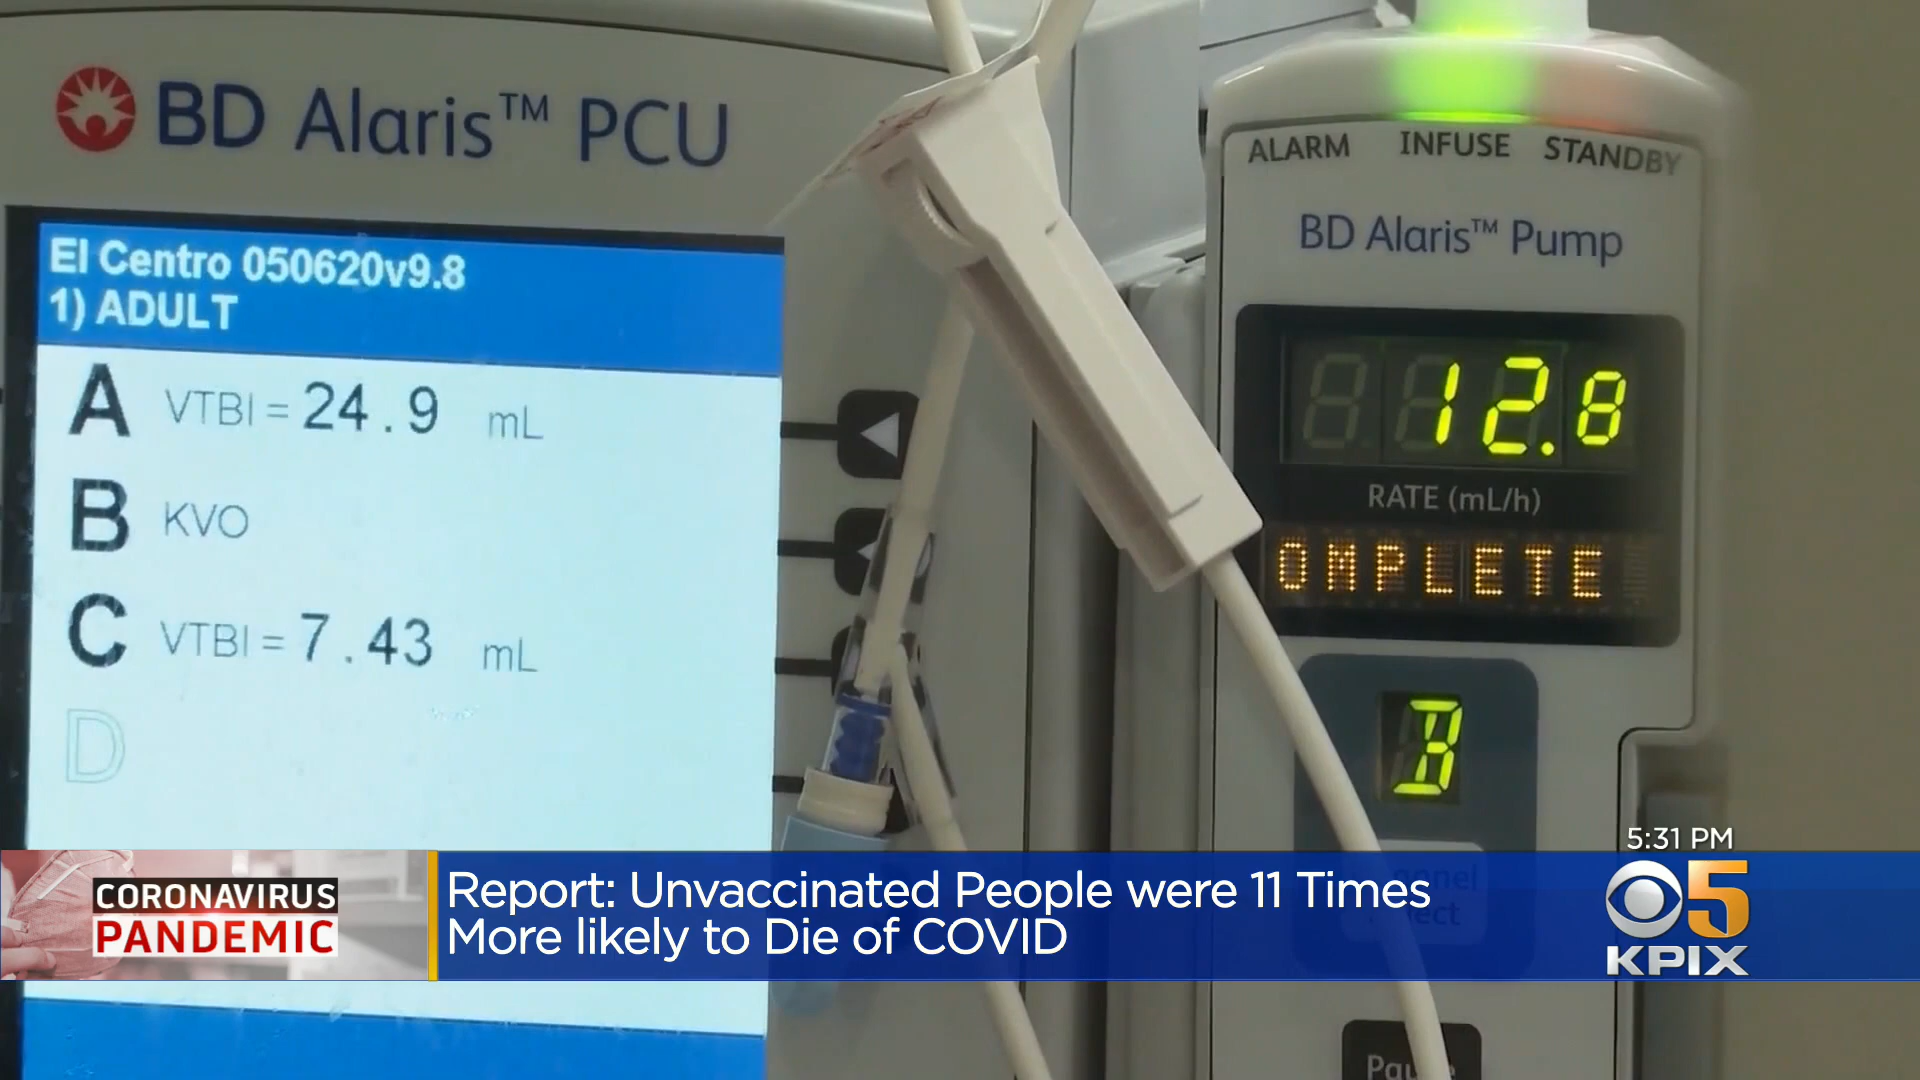 BD Alaris™ PCU
El Centro 050620v9.8
1) ADULT
A VTBI = 24.9 mL
B KVO
C VTBI = 7.43 mL
D
ALARM INFUSE STANDBY
BD Alaris™ Pump
12.8
RATE (mL/h)
OMPLETE
B
5:31 PM
CORONAVIRUS
PANDEMIC
Report: Unvaccinated People were 11 Times
More likely to Die of COVID
5
KPIX